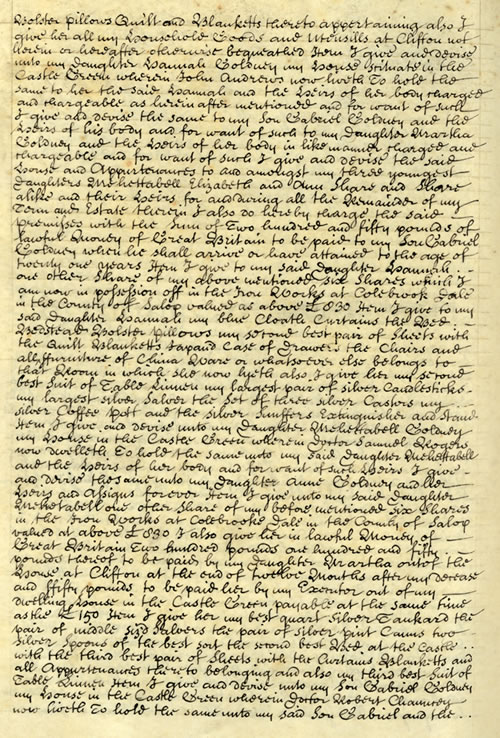 Bolster pillows Quilt and Blanketts thereto appertaining also I
give her all my Household Goods and Utensills at Clifton not
herein or hereafter otherwise bequeathed Item I give and devise
unto my Daughter Hannah Goldney my House Scituate in the
Castle Green wherein John Andrews now liveth To hold the
same to her the said Hannah and the Heirs of her body charged
and chargeable as herein after mentioned and for want of such
I give and devise the same to my Son Gabriel Goldney and the
Heirs of his body and for want of such to my Daughter Martha
Goldney and the Heirs of her body in like manner charged and
chargeable and for want of such I give and devise the said
House and Appurtenances to and amongst my three youngest
Daughters Mehettabell Elizabeth and Ann Share and Share
alike and their Heirs for and during all the Remainder of my
Term and Estate therein I also do hereby charge the said
premisses with the Sum of Two hundred and fifty pounds of
lawful Money of Great Britain to be paid to my Son Gabriel
Goldney when he shall arrive or have attained to the age of
twenty one years Item I give to my said Daughter Hannah
one other Share of my above mentioned six Shares which I
am now in possession off in the Iron Works at Colebrook Dale
in the County off Salop valued as above £830 Item I give to my
said Daughter Hannah my blue Cloath Curtains the Bed
Bedstead Bolster pillows my second best pair of Sheets with
the Quilt Blanketts Japand Case of Drawers the Chairs and
all furniture of China Ware or whatsoever else belongs to
that Room in which she now lyeth also I give her my second
best Suit of Table Linnen my largest pair of silver Candlesticks
my largest silver Salver the Set of three silver Castors my
silver Coffee Pott and the silver Snuffers Extinguisher and Stand
Item I give and devise unto my Daughter Mehettabell Goldney
my House in the Castle Green wherein Doctor Samuel Rogers
now dwelleth To hold the same unto my said Daughter Mehettabell
and the Heirs of her body and for want of such Heirs I give
and devise the same unto my Daughter Anne Goldney and her
Heirs and Assigns forever Item I give unto my said Daughter
Mehettabell one other Share of my before mentioned six Shares
in the Iron Works at Colebrooke Dale in the County of Salop
valued at above £830 I also give her in lawful Money of
Great Britain Two hundred pounds one hundred and fifty
pounds thereof to be paid by my Daughter Martha out of the
House at Clifton at the end of twelve Months after my decease
and fifty pounds to be paid her by my Executor out of my
dwelling House in the Castle Green payable at the same time
as the £150 Item I give her my best quart Silver Tankard the
pair of middle sizd Salvers the pair of silver pint Canns two
silver spoons of the best sort the second best Bed at the Castle
with the third best pair of Sheets with the Curtains Blanketts and
all Appurtenances thereto belonging and also my third best Suit of
Table Linnen Item I give and devise unto my Son Gabriel Goldney
my House in the Castle Green wherein Doctor Robert Chauncey
now liveth To hold the same unto my said Son Gabriel and the